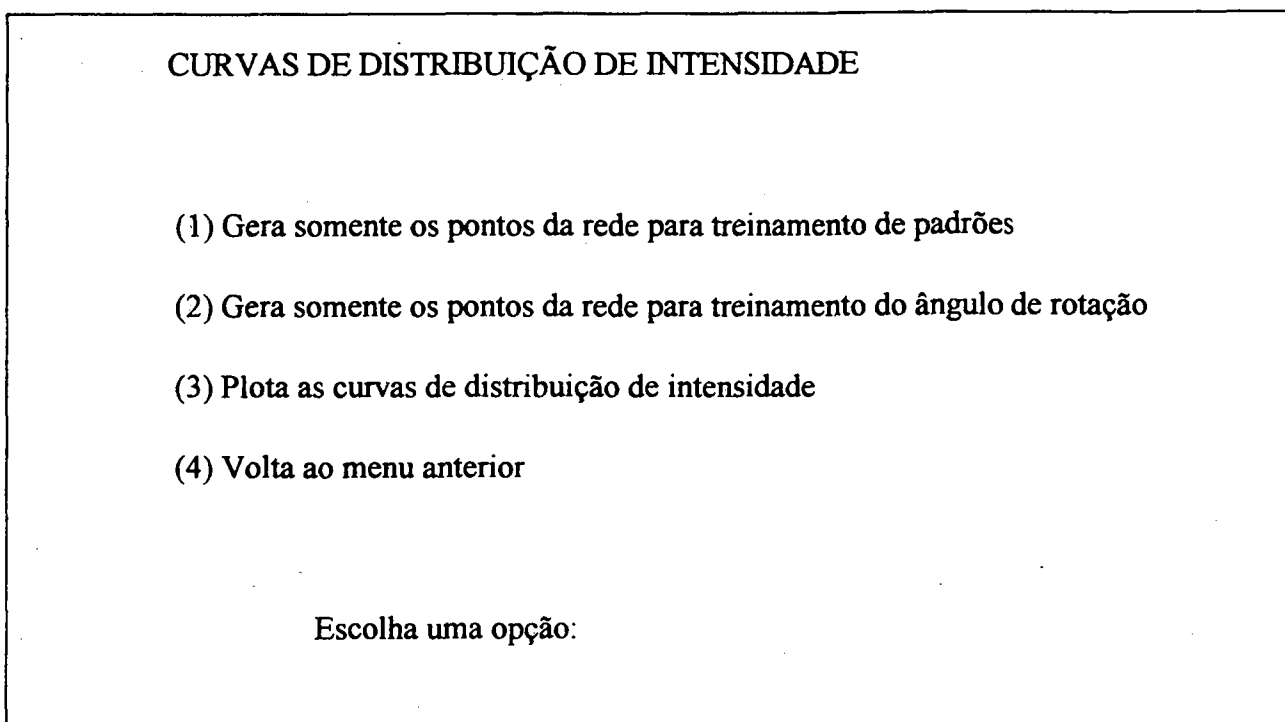 CURVAS DE DISTRIBUIÇÃO DE INTENSIDADE
(1) Gera somente os pontos da rede para treinamento de padrões
(2) Gera somente os pontos da rede para treinamento do ângulo de rotação
(3) Plota as curvas de distribuição de intensidade
(4) Volta ao menu anterior
Escolha uma opção: